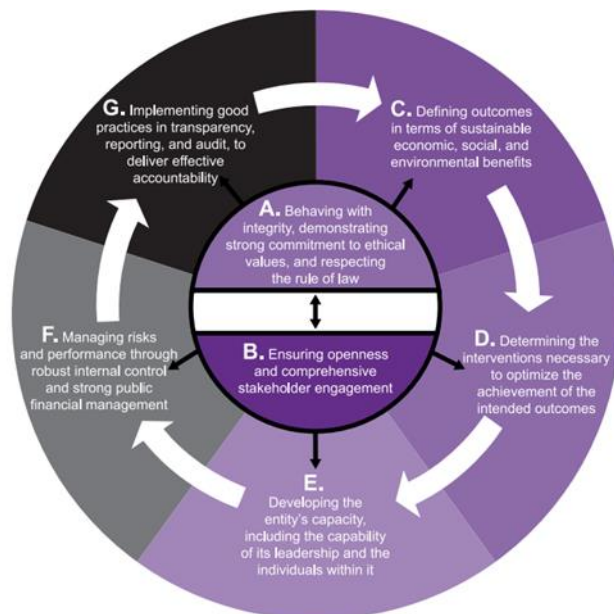 A. Behaving with
integrity, demonstrating
strong commitment to ethical
values, and respecting
the rule of law
B. Ensuring openness
and comprehensive
stakeholder engagement
C. Defining outcomes
in terms of sustainable
economic, social, and
environmental benefits
D. Determining the
interventions necessary
to optimize the
achievement of the
intended outcomes
E.
Developing the
entity's capacity,
including the capability
of its leadership and the
individuals within it
F. Managing risks
and performance through
robust internal control
and strong public
financial management
G. Implementing good
practices in transparency,
reporting, and audit, to
deliver effective
accountability